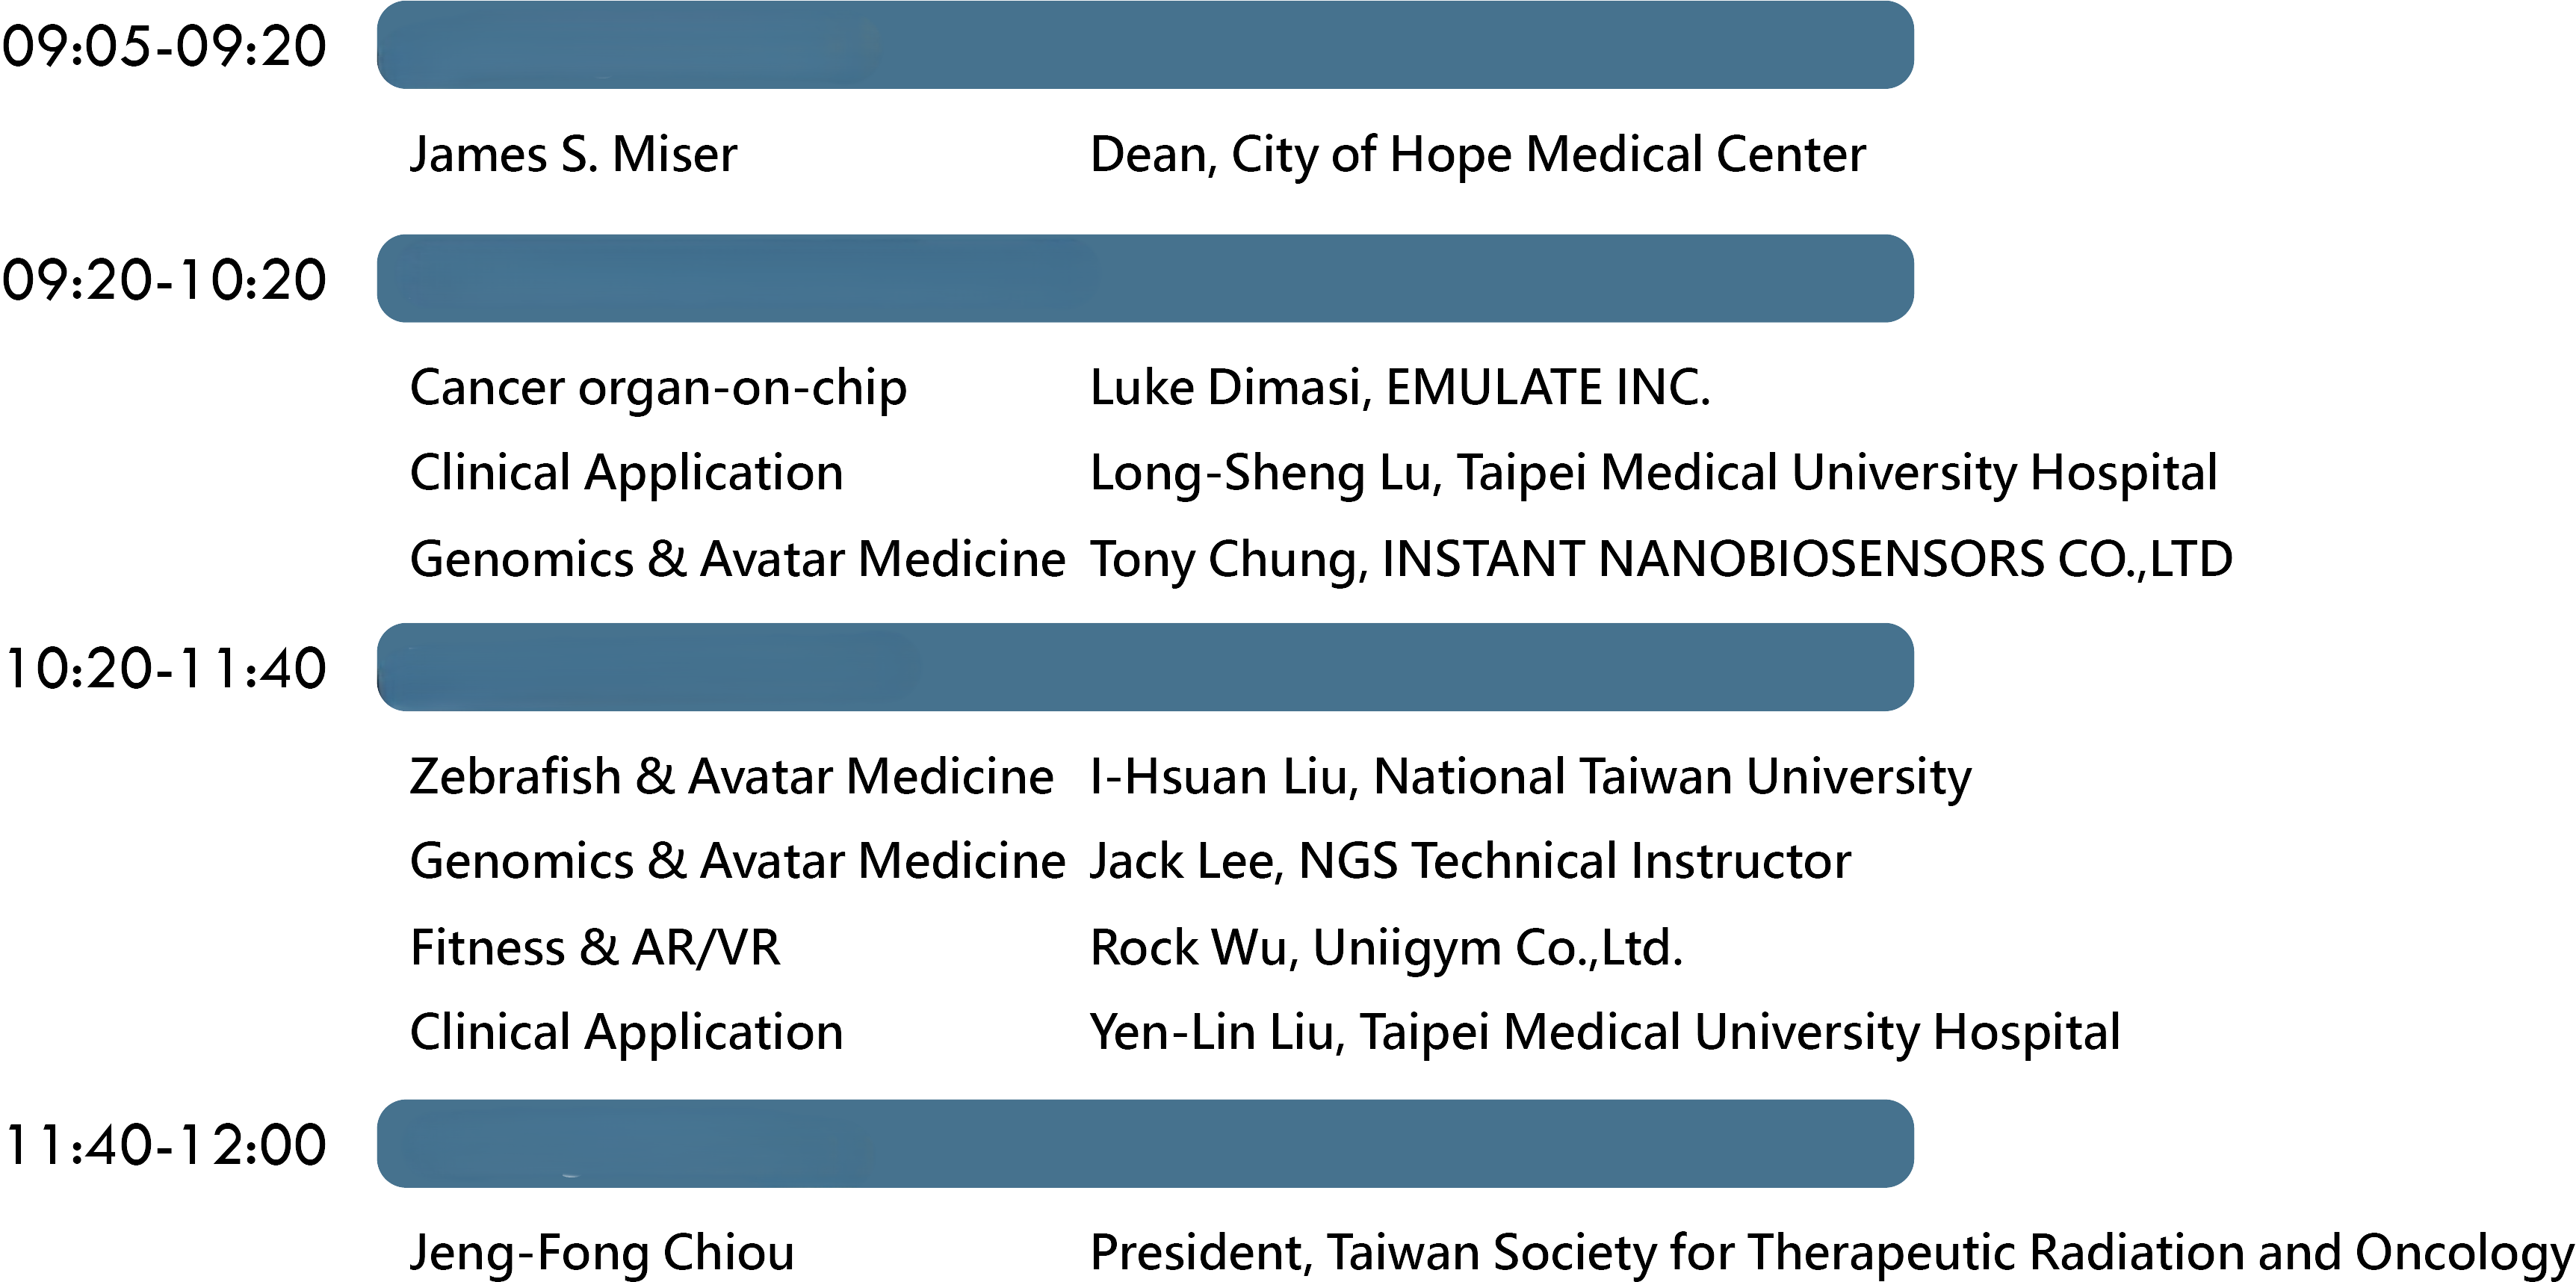 09:05-09:20
James S. Miser Dean, City of Hope Medical Center
09:20-10:20
Cancer organ-on-chip Luke Dimasi, EMULATE INC.
Clinical Application Long-Sheng Lu, Taipei Medical University Hospital
Genomics & Avatar Medicine Tony Chung, INSTANT NANOBIOSENSORS CO.,LTD
10:20-11:40
Zebrafish & Avatar Medicine I-Hsuan Liu, National Taiwan University
Genomics & Avatar Medicine Jack Lee, NGS Technical Instructor
Fitness & AR/VR Rock Wu, Uniigym Co.,Ltd.
Clinical Application Yen-Lin Liu, Taipei Medical University Hospital
11:40-12:00
Jeng-Fong Chiou President, Taiwan Society for Therapeutic Radiation and Oncology